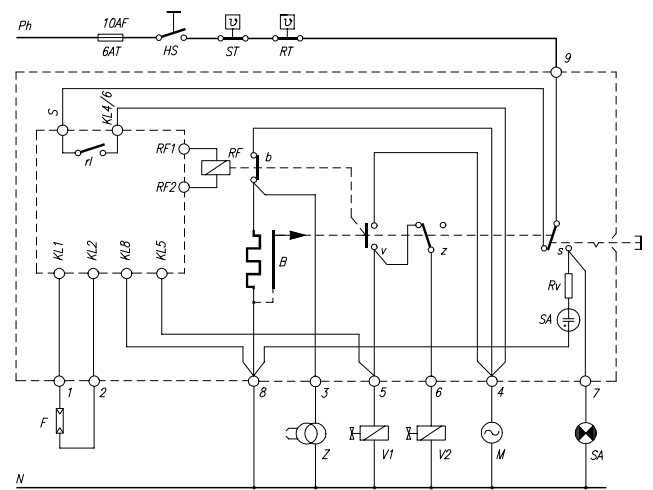 Ph
10AF
6AT
HS
ʋ
ST
ʋ
RT
9
S
KL4/6
rl
RF1
RF
RF2
b
KL1
KL2
KL8
KL5
B
v
z
s
Rv
SA
1
2
8
3
5
6
4
7
F
Z
V1
V2
M
SA
N